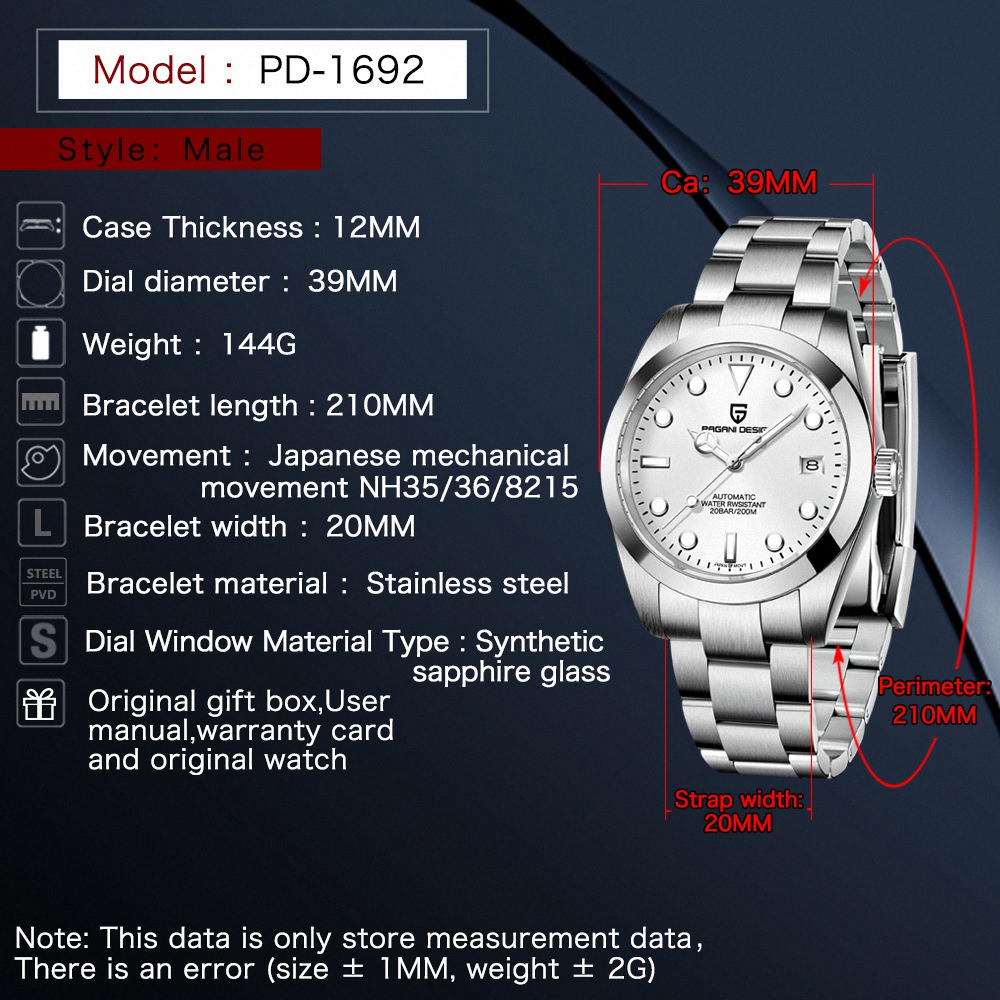 Model : PD-1692
Style: Male
Ca: 39MM
Case Thickness : 12MM
Dial diameter : 39MM
Weight : 144G
Bracelet length : 210MM
Movement : Japanese mechanical
movement NH35/36/8215
L
Bracelet width : 20MM
STEEL
PVD
Bracelet material : Stainless steel
S
Dial Window Material Type : Synthetic
sapphire glass
Original gift box,User
manual,warranty card
and original watch
PAGANI DESIG
8
AUTOMATIC
WATER RWSISTANT
20BAR/200M
Perimeter:
210MM
Strap width:
20MM
Note: This data is only store measurement data,
There is an error (size ± 1MM, weight ± 2G)